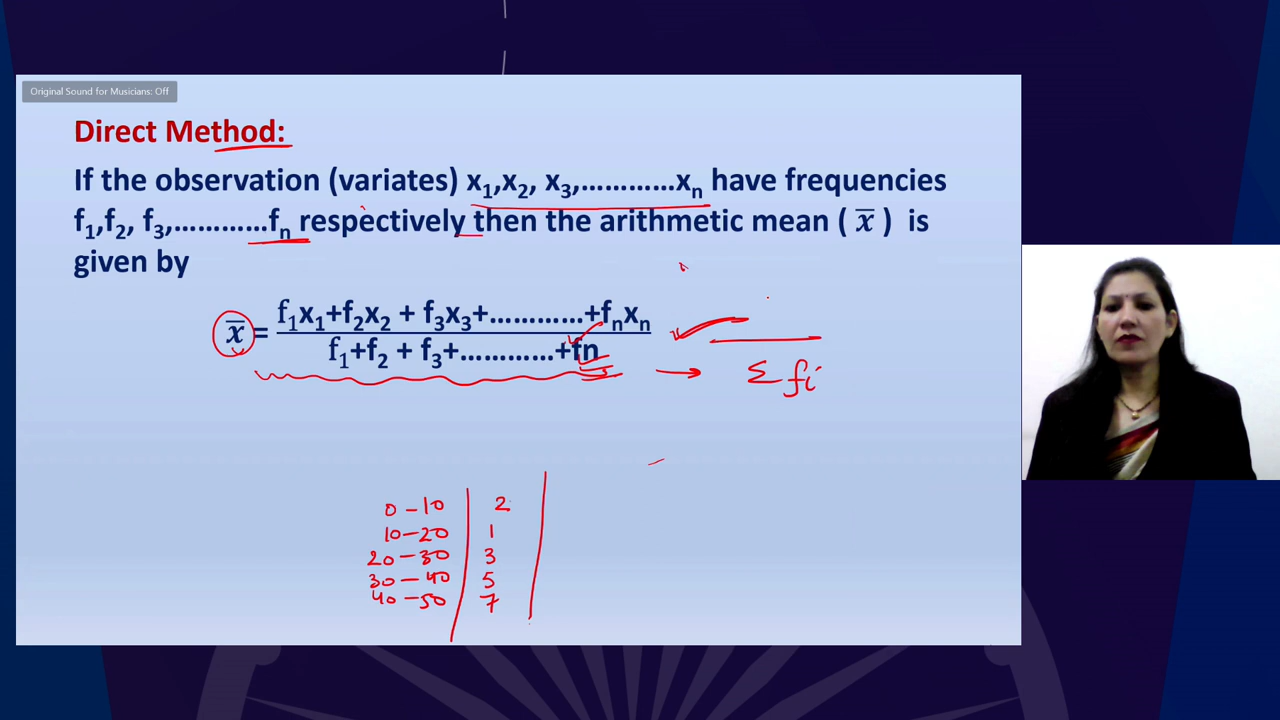 Original Sound for Musicians: Off
Direct Method:
If the observation (variates) x₁,x₂, x₃,…………xₙ have frequencies
f₁,f₂, f₃,…………fₙ respectively then the arithmetic mean ( x̅ ) is
given by
x̅ = f₁x₁+f₂x₂ + f₃x₃+…………+fₙxₙ
f₁+f₂ + f₃+…………+fn → Σ fi
0 – 10 | 2
10 – 20 | 1
20 – 30 | 3
30 – 40 | 5
40 – 50 | 7